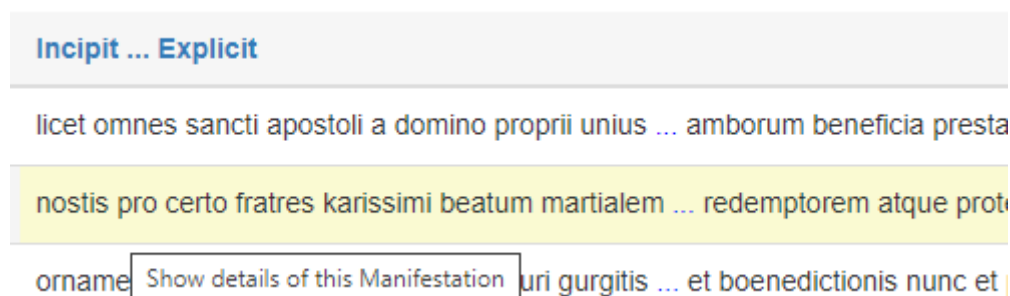 Incipit ... Explicit
licet omnes sancti apostoli a domino proprii unius ... amborum beneficia presta
nostis pro certo fratres karissimi beatum martialem ... redemptorem atque prote
orname Show details of this Manifestation uri gurgitis ... et boenedictionis nunc et